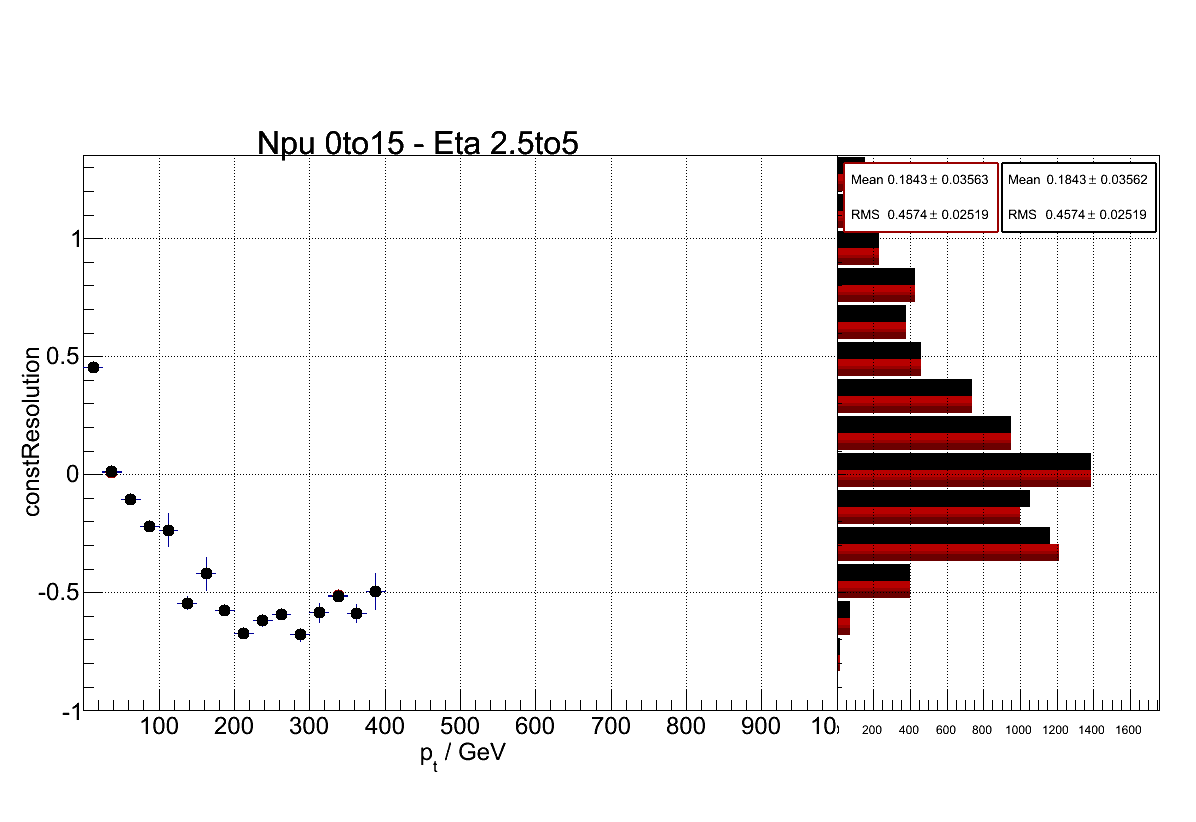 Npu 0to15 - Eta 2.5to5
Mean 0.1843 ± 0.03563
RMS 0.4574 ± 0.02519
Mean 0.1843 ± 0.03562
RMS 0.4574 ± 0.02519
constResolution
1
0.5
0
-0.5
-1
100 200 300 400 500 600 700 800 900 10
200 400 600 800 1000 1200 1400 1600
p_t / GeV